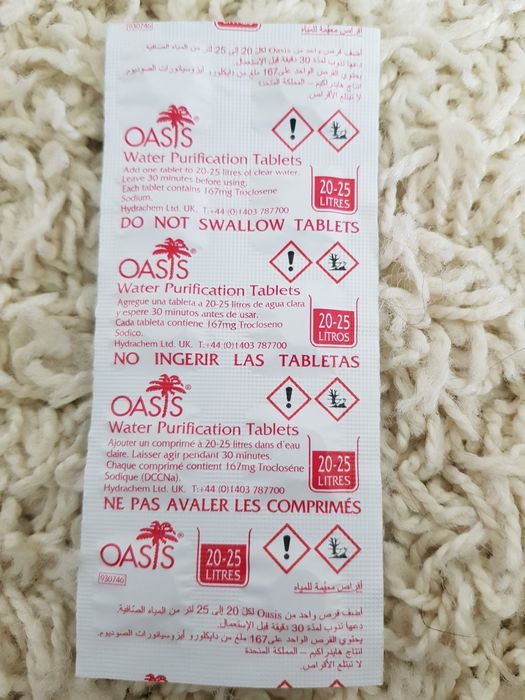 930746
أقراص معقمة للمياه
أضف قرص واحد من Oasis لكل 20 إلى 25 لتر من المياه الصافية
دعها تذوب لمدة 30 دقيقة قبل الإستعمال.
يحتوي القرص الواحد على 167 ملغ من دايكلورو أيزوسيانورات الصوديوم
انتاج هايدراكيم – المملكة المتحدة
لا تبتلع الأقراص.
OASIS®
Water Purification Tablets
Add one tablet to 20-25 litres of clear water.
Leave 30 minutes before using.
Each tablet contains 167mg Troclosene
Sodium.
Hydrachem Ltd. UK. T:+44 (0)1403 787700
20-25
LITRES
DO NOT SWALLOW TABLETS
OASIS®
Water Purification Tablets
Agregue una tableta a 20-25 litros de agua clara
y espere 30 minutos antes de usar.
Cada tableta contiene 167mg Trocloseno
Sodico.
Hydrachem Ltd. UK. T:+44 (0)1403 787700
20-25
LITROS
NO INGERIR LAS TABLETAS
OASIS®
Water Purification Tablets
Ajouter un comprimé à 20-25 litres dans d'eau
claire. Laisser agir pendant 30 minutes.
Chaque comprimé contient 167mg Troclosène
Sodique (DCCNa).
Hydrachem Ltd. UK. T:+44 (0)1403 787700
20-25
LITRES
NE PAS AVALER LES COMPRIMÉS
OASIS®
20-25
LITRES
930746
أقراص معقمة للمياه
أضف قرص واحد من Oasis لكل 20 إلى 25 لتر من المياه الصافية.
دعها تذوب لمدة 30 دقيقة قبل الإستعمال.
يحتوي القرص الواحد على 167 ملغ من دايكلورو أيزوسيانورات الصوديوم.
انتاج هايدراكيم – المملكة المتحدة
لا تبتلع الأقراص.